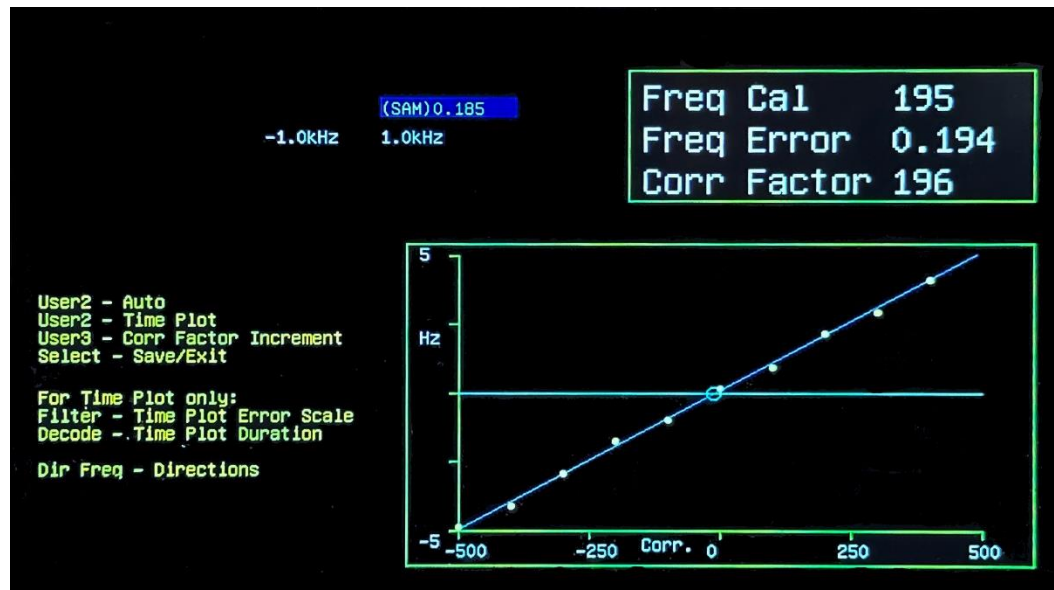 (SAM)0.185
-1.0kHz 1.0kHz
Freq Cal 195
Freq Error 0.194
Corr Factor 196
User2 - Auto
User2 - Time Plot
User3 - Corr Factor Increment
Select - Save/Exit
For Time Plot only:
Filter - Time Plot Error Scale
Decode - Time Plot Duration
Dir Freq - Directions
5
Hz
-5
-500 -250 Corr. 0 250 500